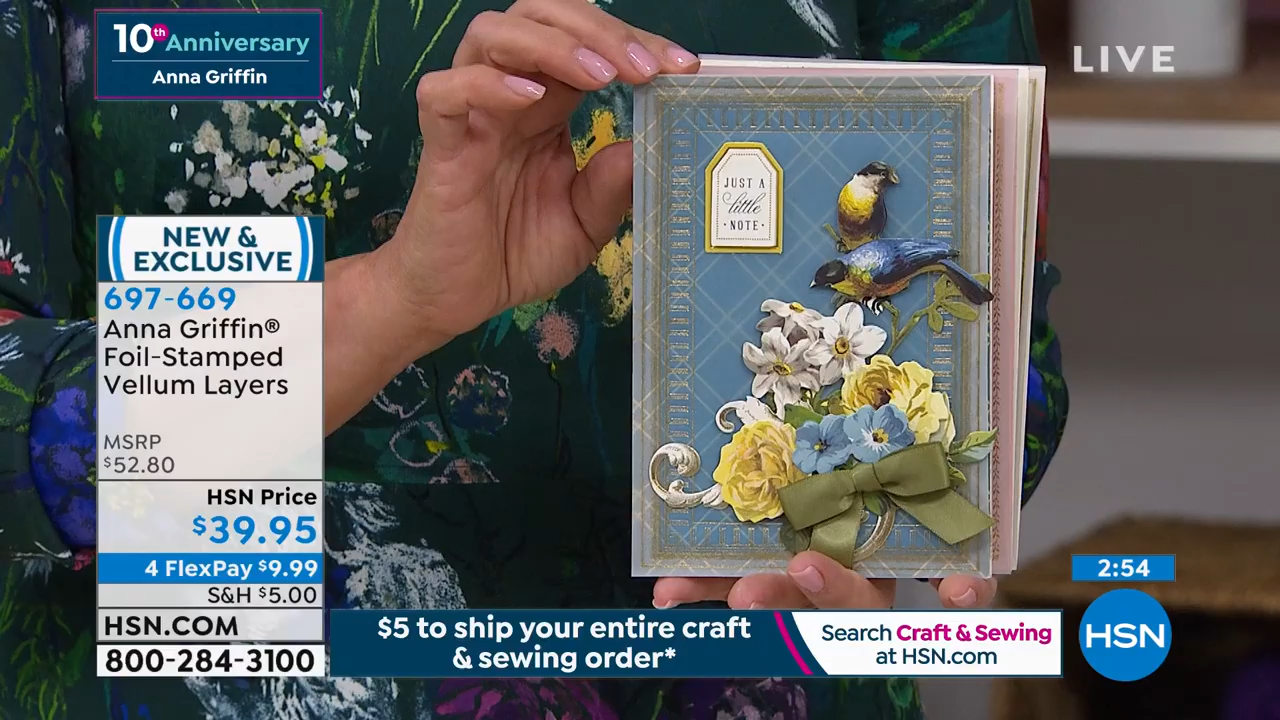 10th Anniversary
Anna Griffin
LIVE
NEW &
EXCLUSIVE
697-669
Anna Griffin®
Foil-Stamped
Vellum Layers
MSRP
$52.80
HSN Price
$39.95
4 FlexPay $9.99
S&H $5.00
HSN.COM
800-284-3100
JUST A
little
· NOTE ·
$5 to ship your entire craft
& sewing order*
Search Craft & Sewing
at HSN.com
2:54
HSN